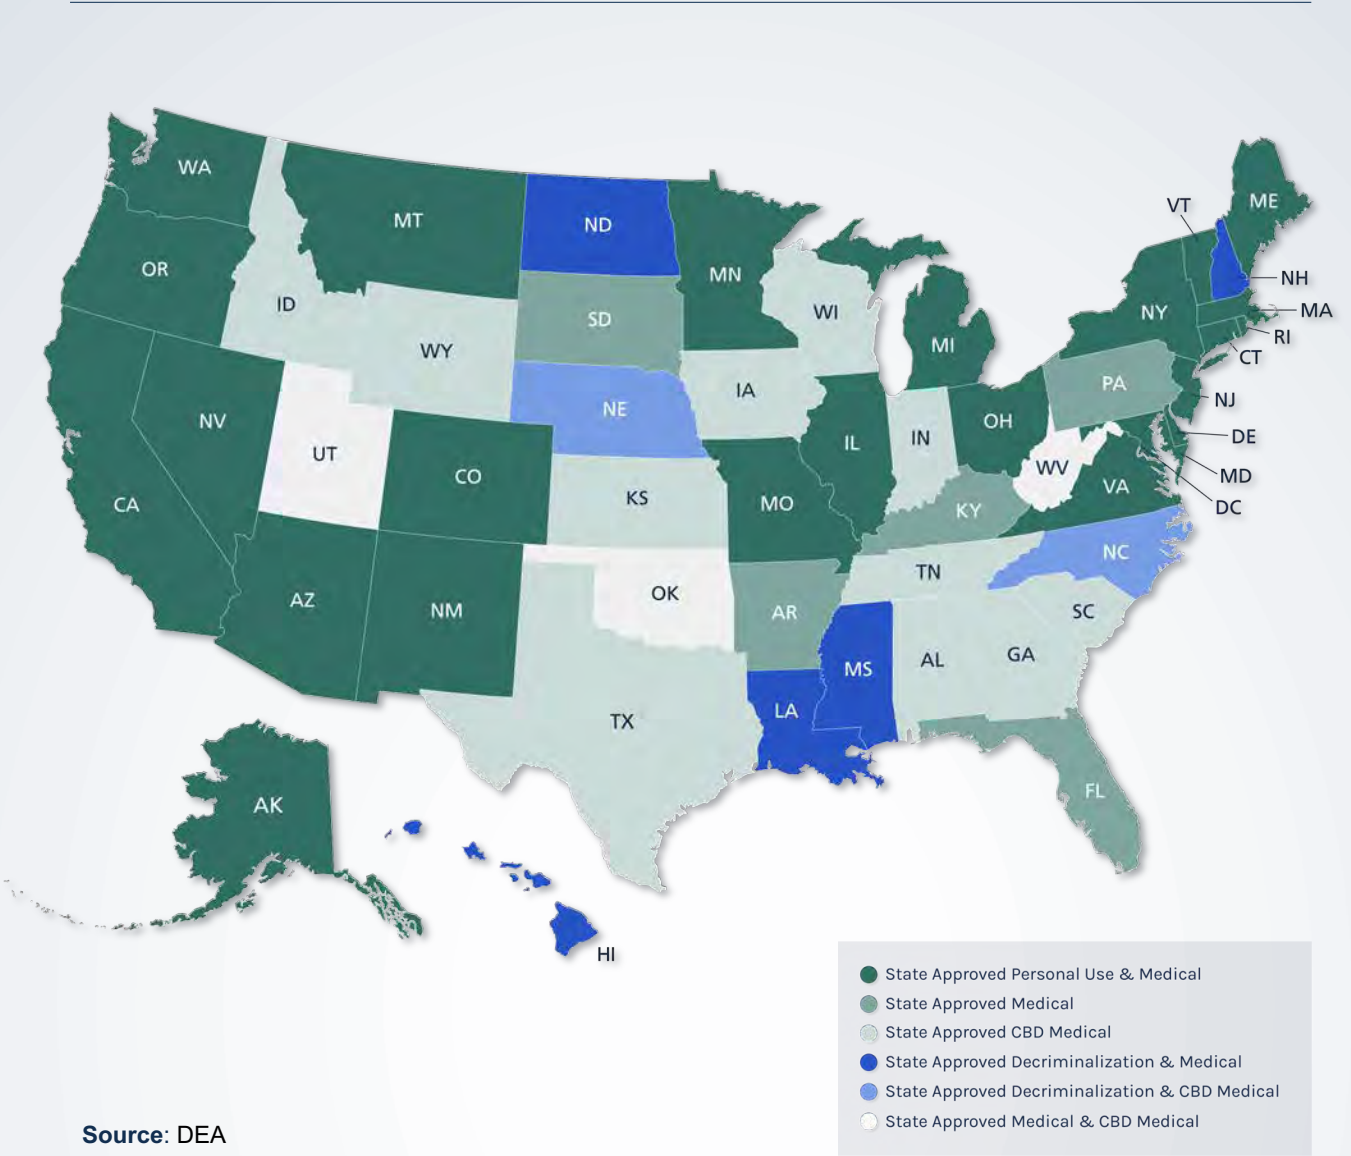 WA
MT
ND
VT
ME
OR
MN
NH
ID
SD
WI
NY
MA
WY
MI
RI
CT
IA
PA
NE
NJ
NV
OH
IL
IN
DE
UT
CO
WV
MD
KS
MO
VA
CA
KY
DC
NC
TN
AZ
NM
OK
AR
SC
MS
AL
GA
LA
TX
FL
AK
HI
State Approved Personal Use & Medical
State Approved Medical
State Approved CBD Medical
State Approved Decriminalization & Medical
State Approved Decriminalization & CBD Medical
State Approved Medical & CBD Medical
Source: DEA